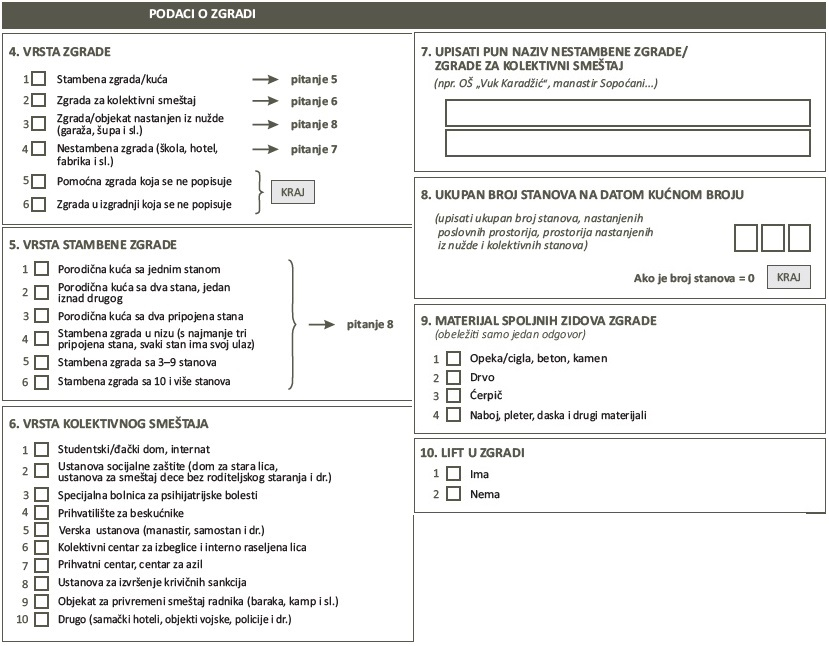 PODACI O ZGRADI
4. VRSTA ZGRADE
1 Stambena zgrada/kuća pitanje 5
2 Zgrada za kolektivni smeštaj pitanje 6
3 Zgrada/objekat nastanjen iz nužde pitanje 8
(garaža, šupa i sl.)
4 Nestambena zgrada (škola, hotel, pitanje 7
fabrika i sl.)
5 Pomoćna zgrada koja se ne popisuje
KRAJ
6 Zgrada u izgradnji koja se ne popisuje
5. VRSTA STAMBENE ZGRADE
1 Porodična kuća sa jednim stanom
2 Porodična kuća sa dva stana, jedan
iznad drugog
3 Porodična kuća sa dva pripojena stana
pitanje 8
4 Stambena zgrada u nizu (s najmanje tri
pripojena stana, svaki stan ima svoj ulaz)
5 Stambena zgrada sa 3–9 stanova
6 Stambena zgrada sa 10 i više stanova
6. VRSTA KOLEKTIVNOG SMEŠTAJA
1 Studentski/đački dom, internat
2 Ustanova socijalne zaštite (dom za stara lica,
ustanova za smeštaj dece bez roditeljskog staranja i dr.)
3 Specijalna bolnica za psihijatrijske bolesti
4 Prihvatilište za beskućnike
5 Verska ustanova (manastir, samostan i dr.)
6 Kolektivni centar za izbeglice i interno raseljena lica
7 Prihvatni centar, centar za azil
8 Ustanova za izvršenje krivičnih sankcija
9 Objekat za privremeni smeštaj radnika (baraka, kamp i sl.)
10 Drugo (samački hoteli, objekti vojske, policije i dr.)
7. UPISATI PUN NAZIV NESTAMBENE ZGRADE/
ZGRADE ZA KOLEKTIVNI SMEŠTAJ
(npr. OŠ „Vuk Karadžić“, manastir Sopoćani...)
8. UKUPAN BROJ STANOVA NA DATOM KUĆNOM BROJU
(upisati ukupan broj stanova, nastanjenih
poslovnih prostorija, prostorija nastanjenih
iz nužde i kolektivnih stanova)
Ako je broj stanova = 0 KRAJ
9. MATERIJAL SPOLJNIH ZIDOVA ZGRADE
(obeležiti samo jedan odgovor)
1 Opeka/cigla, beton, kamen
2 Drvo
3 Ćerpič
4 Naboj, pleter, daska i drugi materijali
10. LIFT U ZGRADI
1 Ima
2 Nema